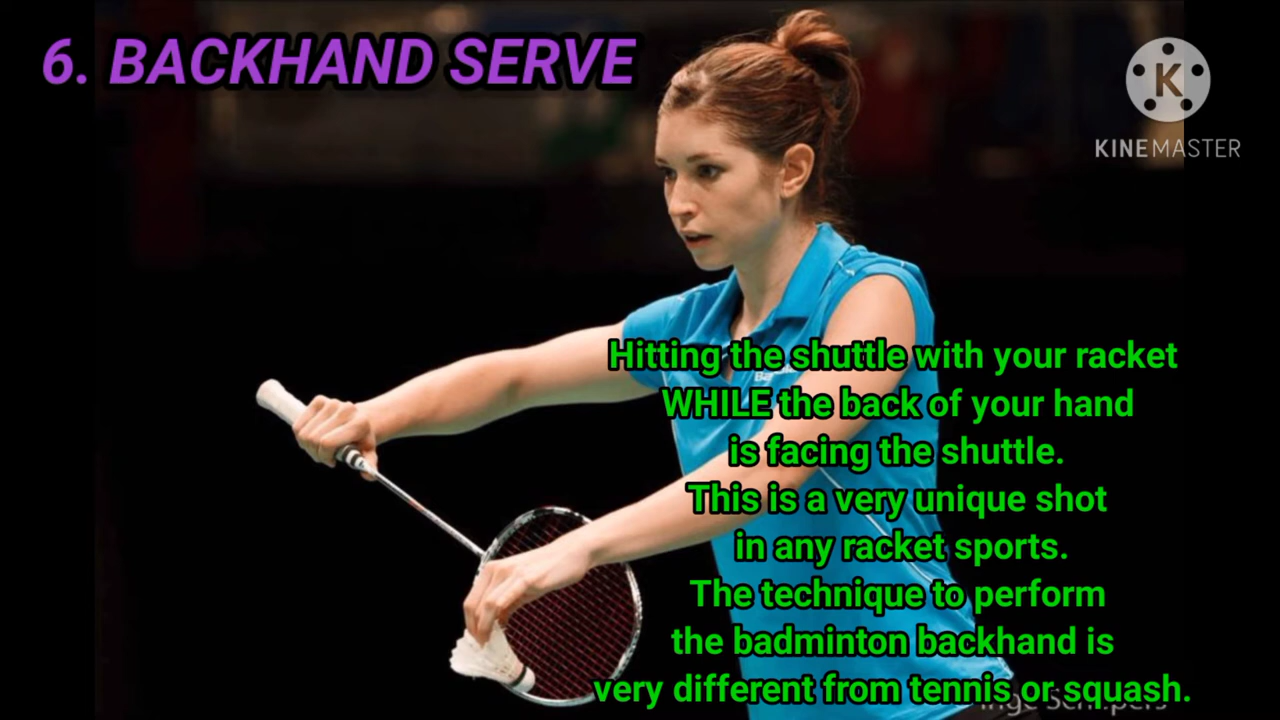 6. BACKHAND SERVE
K
KINEMASTER
Hitting the shuttle with your racket
WHILE the back of your hand
is facing the shuttle.
This is a very unique shot
in any racket sports.
The technique to perform
the badminton backhand is
very different from tennis or squash.